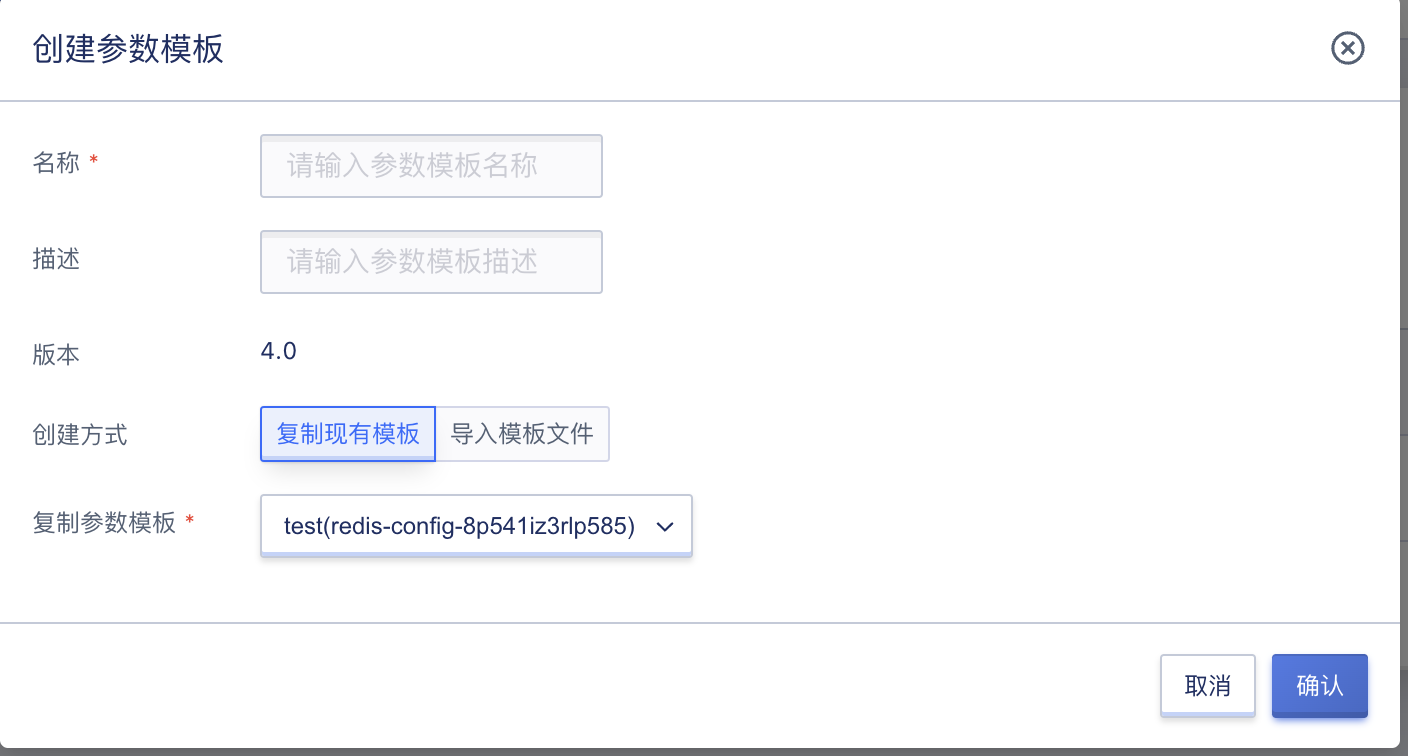 创建参数模板
名称 *
请输入参数模板名称
描述
请输入参数模板描述
版本
4.0
创建方式
复制现有模板 导入模板文件
复制参数模板 *
test(redis-config-8p541iz3rlp585)
取消 确认